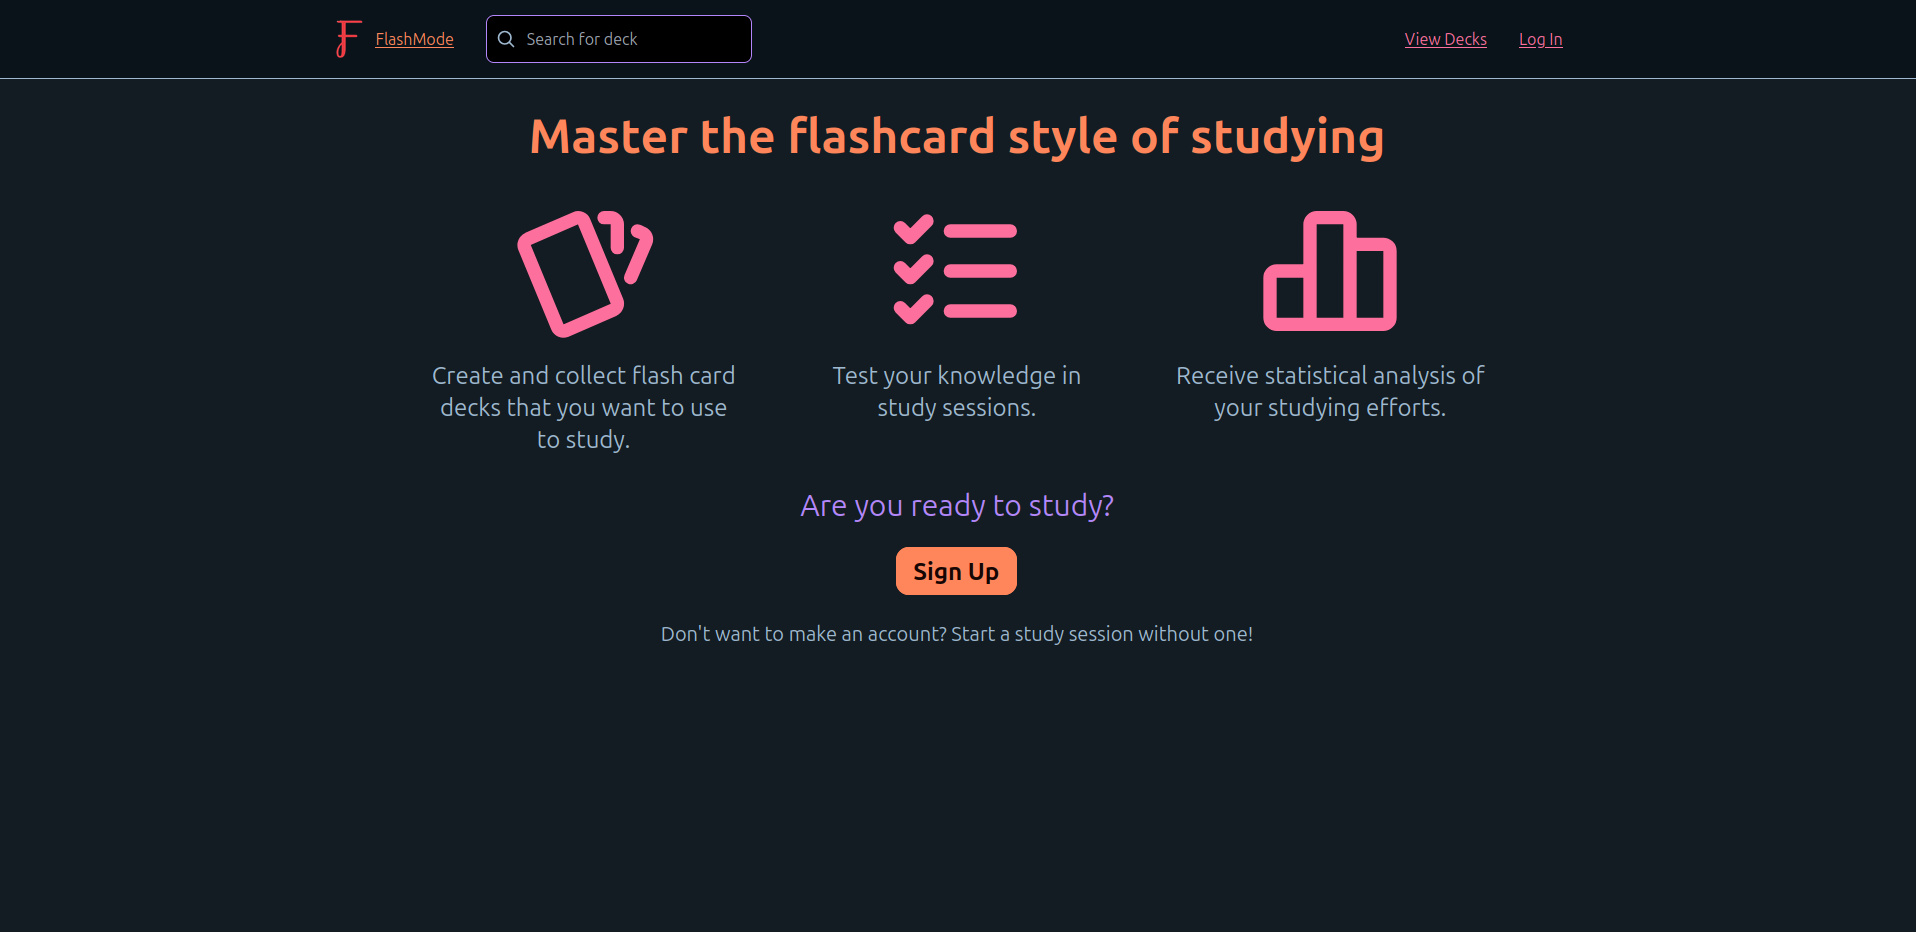 F FlashMode
Search for deck
View Decks
Log In
Master the flashcard style of studying
Create and collect flash card
decks that you want to use
to study.
Test your knowledge in
study sessions.
Receive statistical analysis of
your studying efforts.
Are you ready to study?
Sign Up
Don't want to make an account? Start a study session without one!